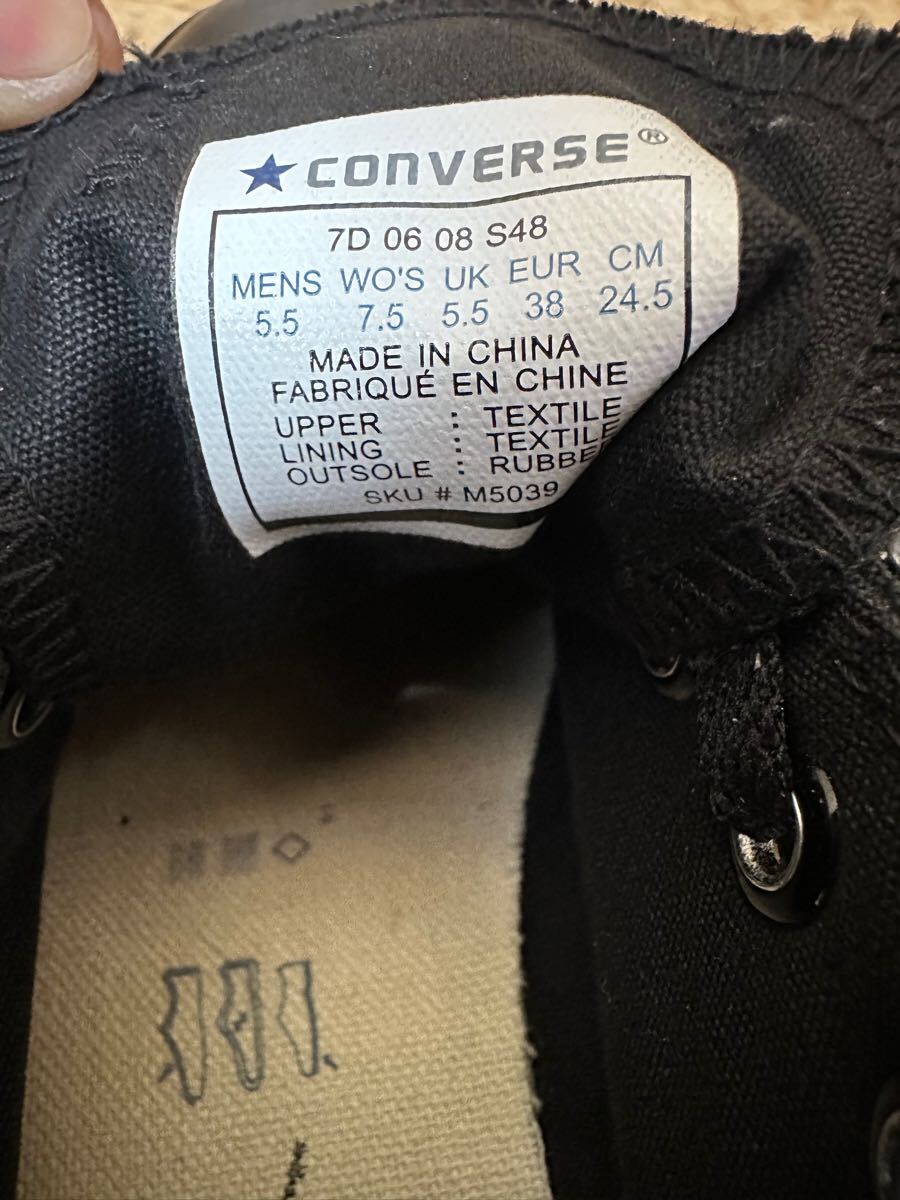 ★ CONVERSE®
7D 06 08 S48
MENS WO'S UK EUR CM
5.5 7.5 5.5 38 24.5
MADE IN CHINA
FABRIQUÉ EN CHINE
UPPER : TEXTILE
LINING : TEXTILE
OUTSOLE : RUBBE
SKU # M5039